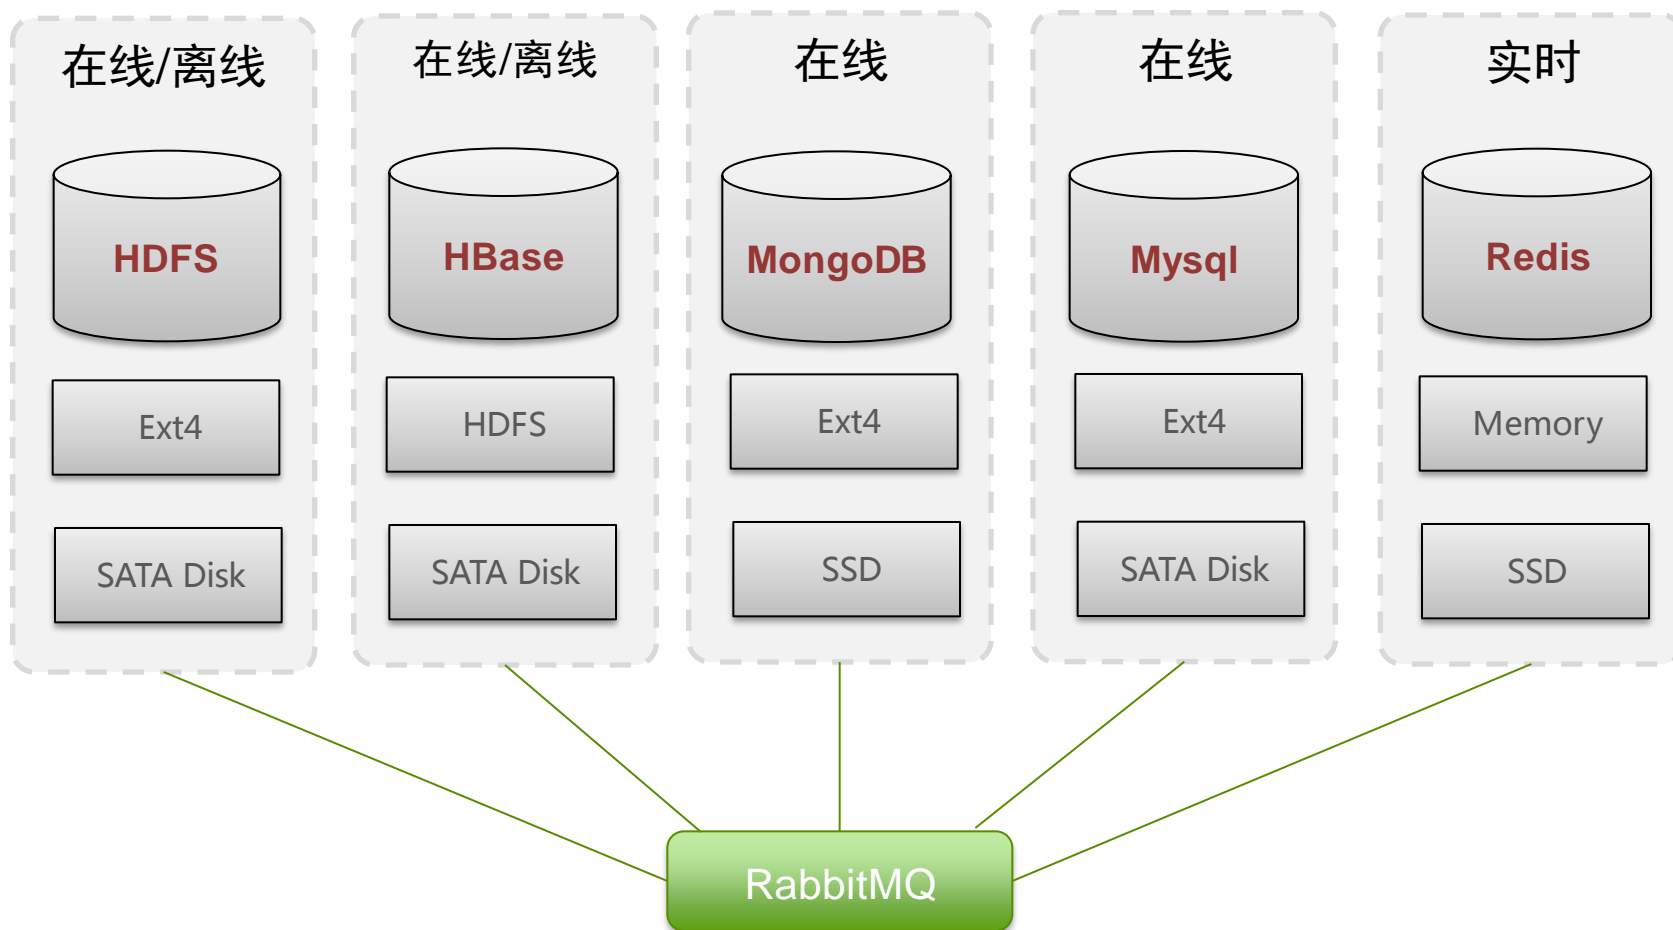 在线/离线
在线/离线
在线
在线
实时
HDFS
HBase
MongoDB
Mysql
Redis
Ext4
HDFS
Ext4
Ext4
Memory
SATA Disk
SATA Disk
SSD
SATA Disk
SSD
RabbitMQ